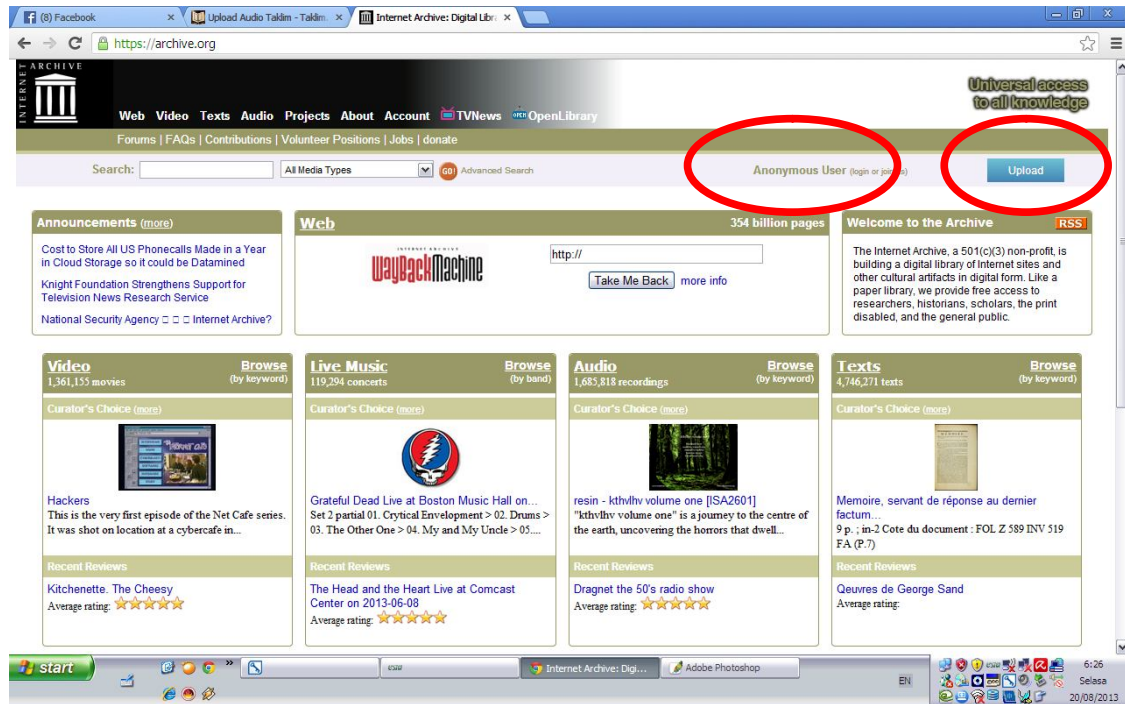 (8) Facebook
Upload Audio Taklim - Taklim.
Internet Archive: Digital Libr
https://archive.org
INTERNET ARCHIVE
Universal access to all knowledge
Web Video Texts Audio Projects About Account TVNews OpenLibrary
Forums | FAQs | Contributions | Volunteer Positions | Jobs | donate
Search: All Media Types GO! Advanced Search Anonymous User (login or join us) Upload
Announcements (more)
Cost to Store All US Phonecalls Made in a Year
in Cloud Storage so it could be Datamined
Knight Foundation Strengthens Support for
Television News Research Service
National Security Agency □ □ □ Internet Archive?
Web 354 billion pages
INTERNET ARCHIVE
WayBackMachine
http://
Take Me Back more info
Welcome to the Archive RSS
The Internet Archive, a 501(c)(3) non-profit, is
building a digital library of Internet sites and
other cultural artifacts in digital form. Like a
paper library, we provide free access to
researchers, historians, scholars, the print
disabled, and the general public.
Video Browse
1,361,155 movies (by keyword)
Curator's Choice (more)
Hackers
This is the very first episode of the Net Cafe series.
It was shot on location at a cybercafe in...
Recent Reviews
Kitchenette. The Cheesy
Average rating:
Live Music Browse
119,294 concerts (by band)
Curator's Choice (more)
Grateful Dead Live at Boston Music Hall on...
Set 2 partial 01. Crytical Envelopment > 02. Drums >
03. The Other One > 04. My and My Uncle > 05....
Recent Reviews
The Head and the Heart Live at Comcast
Center on 2013-06-08
Average rating:
Audio Browse
1,685,818 recordings (by keyword)
Curator's Choice (more)
resin - kthvlhv volume one [ISA2601]
"kthvlhv volume one" is a journey to the centre of
the earth, uncovering the horrors that dwell...
Recent Reviews
Dragnet the 50's radio show
Average rating:
Texts Browse
4,746,271 texts (by keyword)
Curator's Choice (more)
Memoire, servant de réponse au dernier
factum...
9 p. ; in-2 Cote du document : FOL Z 589 INV 519
FA (P.7)
Recent Reviews
Qeuvres de George Sand
Average rating:
start
Internet Archive: Digi...
Adobe Photoshop
EN
6:26
Selasa
20/08/2013